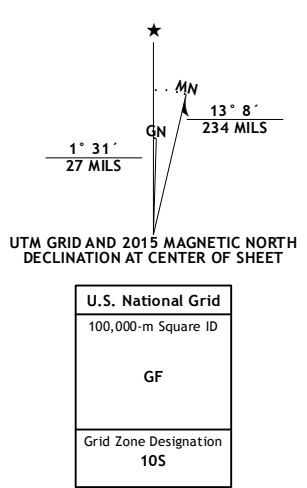 MN
GN
13° 8´
234 MILS
1° 31´
27 MILS
UTM GRID AND 2015 MAGNETIC NORTH
DECLINATION AT CENTER OF SHEET
U.S. National Grid
100,000-m Square ID
GF
Grid Zone Designation
10S